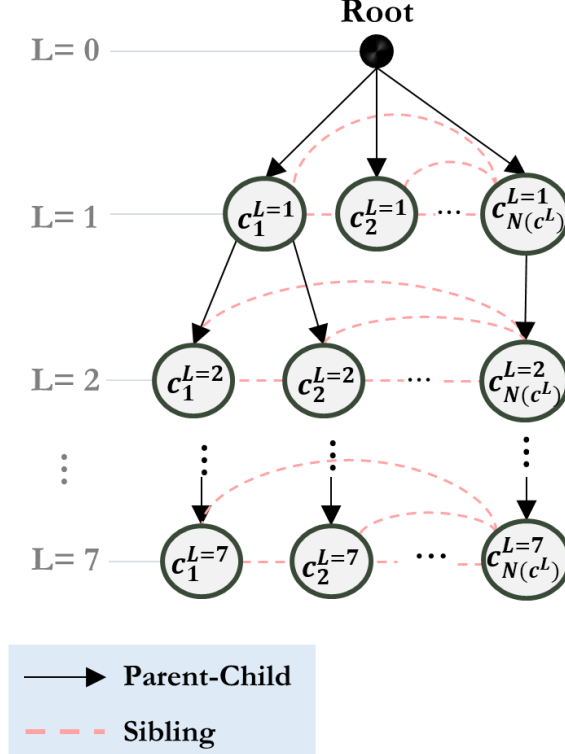 Root
L= 0
L= 1
c_1^{L=1} c_2^{L=1} ... c_{N(c^L)}^{L=1}
L= 2
c_1^{L=2} c_2^{L=2} ... c_{N(c^L)}^{L=2}
L= 7
c_1^{L=7} c_2^{L=7} ... c_{N(c^L)}^{L=7}
Parent-Child
Sibling